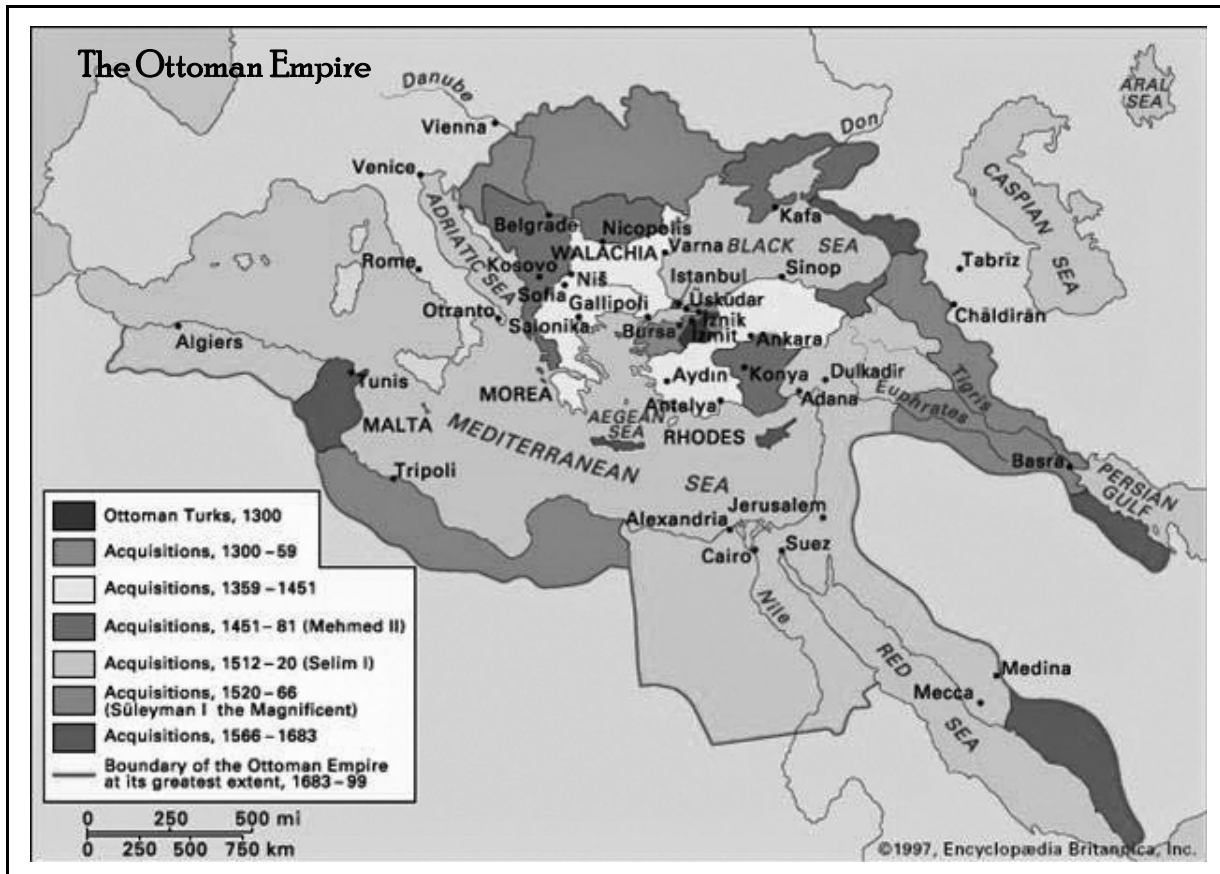 The Ottoman Empire
ARAL
SEA
Danube
Vienna
Don
Venice
CASPIAN
SEA
ADRIATIC SEA
Belgrade
Nicopolis
Kafa
WALACHIA
Varna
BLACK SEA
Rome
Kosovo
Niš
Istanbul
Sinop
Tabrīz
Sofia
Gallipoli
Üsküdar
Chāldirān
Otranto
Salonika
Bursa
İznik
İzmit
Ankara
Algiers
Tunis
Aydın
Konya
Dulkadir
Tigris
MOREA
Antalya
Adana
Euphrates
AEGEAN
SEA
MALTA
RHODES
MEDITERRANEAN SEA
Basra
PERSIAN
GULF
Tripoli
Jerusalem
Alexandria
Cairo
Suez
Nile
RED
SEA
Medina
Mecca
Ottoman Turks, 1300
Acquisitions, 1300–59
Acquisitions, 1359–1451
Acquisitions, 1451–81 (Mehmed II)
Acquisitions, 1512–20 (Selim I)
Acquisitions, 1520–66
(Süleyman I the Magnificent)
Acquisitions, 1566–1683
Boundary of the Ottoman Empire
at its greatest extent, 1683–99
0 250 500 mi
0 250 500 750 km
©1997, Encyclopædia Britannica, Inc.